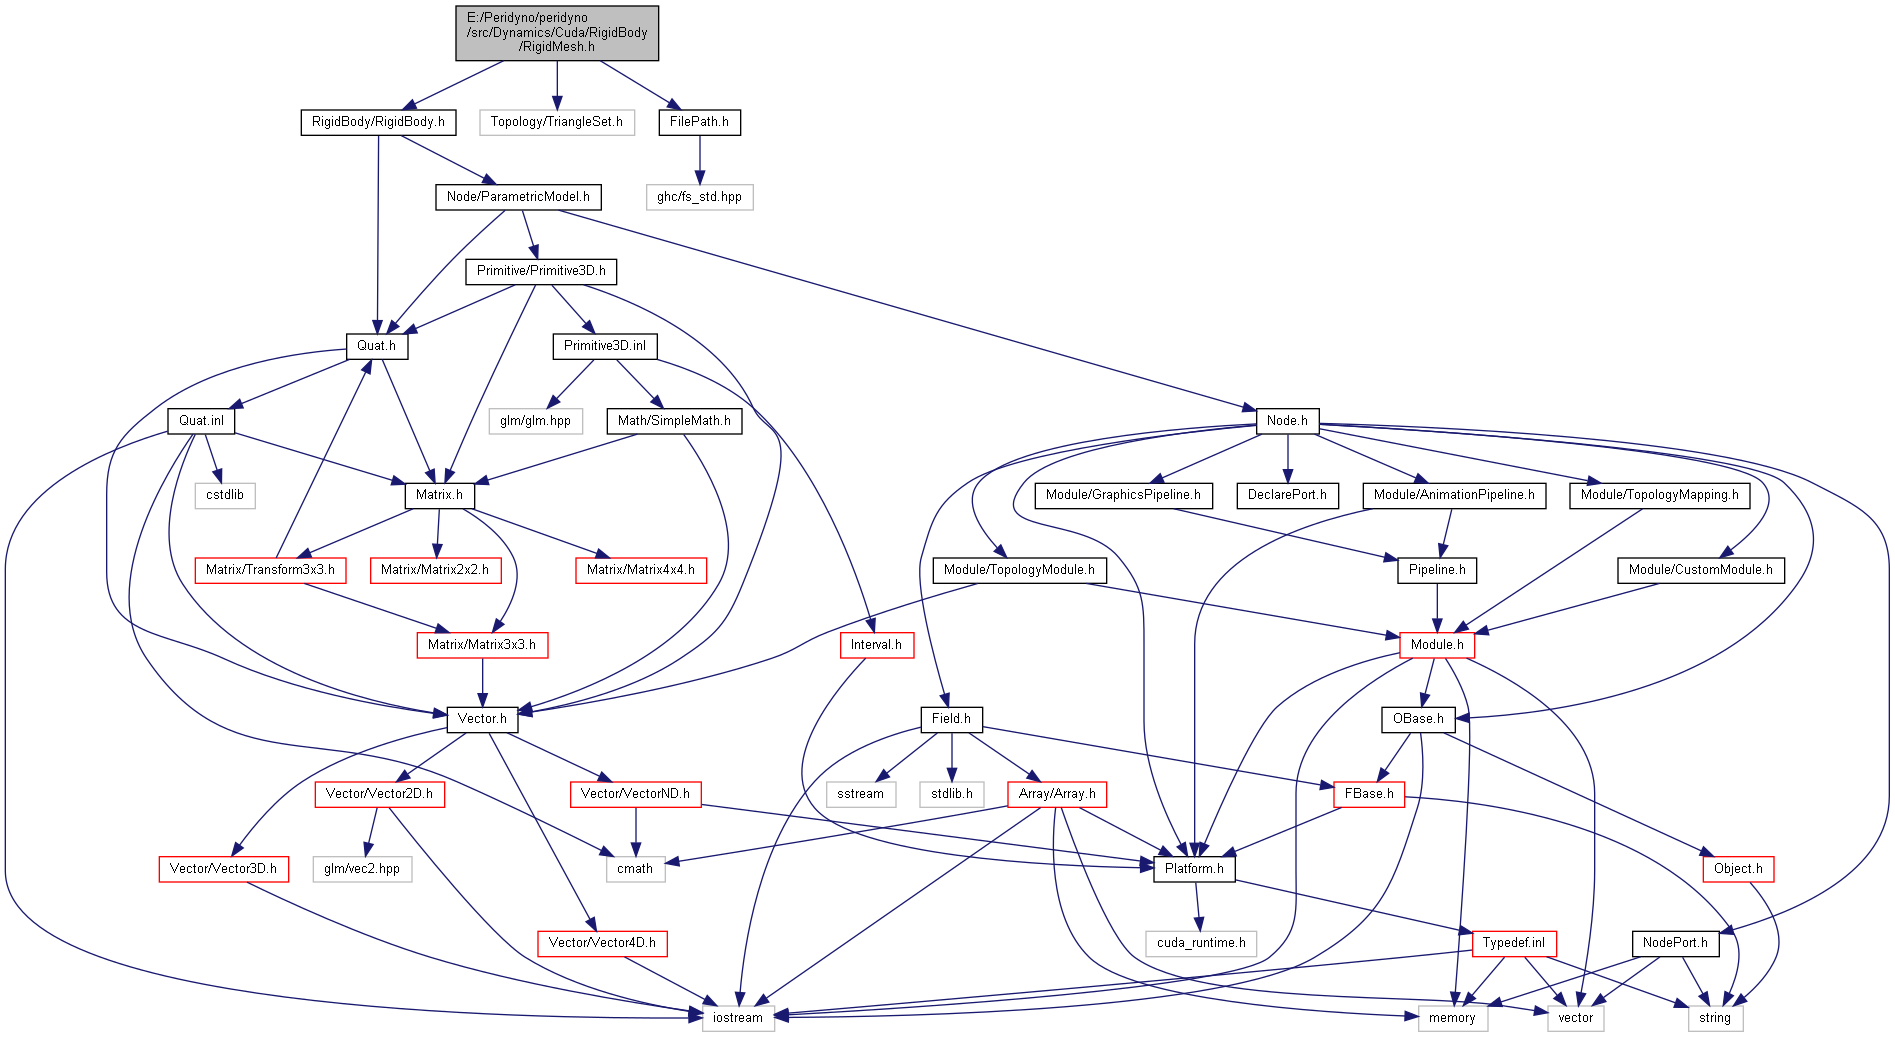 E:/Peridyno/peridyno
/src/Dynamics/Cuda/RigidBody
/RigidMesh.h
RigidBody/RigidBody.h
Topology/TriangleSet.h
FilePath.h
Node/ParametricModel.h
ghc/fs_std.hpp
Primitive/Primitive3D.h
Quat.h
Primitive3D.inl
Quat.inl
glm/glm.hpp
Math/SimpleMath.h
Node.h
cstdlib
Matrix.h
Module/GraphicsPipeline.h
DeclarePort.h
Module/AnimationPipeline.h
Module/TopologyMapping.h
Matrix/Transform3x3.h
Matrix/Matrix2x2.h
Matrix/Matrix4x4.h
Module/TopologyModule.h
Pipeline.h
Module/CustomModule.h
Matrix/Matrix3x3.h
Interval.h
Module.h
Vector.h
Field.h
OBase.h
Vector/Vector2D.h
Vector/VectorND.h
sstream
stdlib.h
Array/Array.h
FBase.h
Vector/Vector3D.h
glm/vec2.hpp
cmath
Platform.h
Object.h
Vector/Vector4D.h
cuda_runtime.h
Typedef.inl
NodePort.h
iostream
memory
vector
string